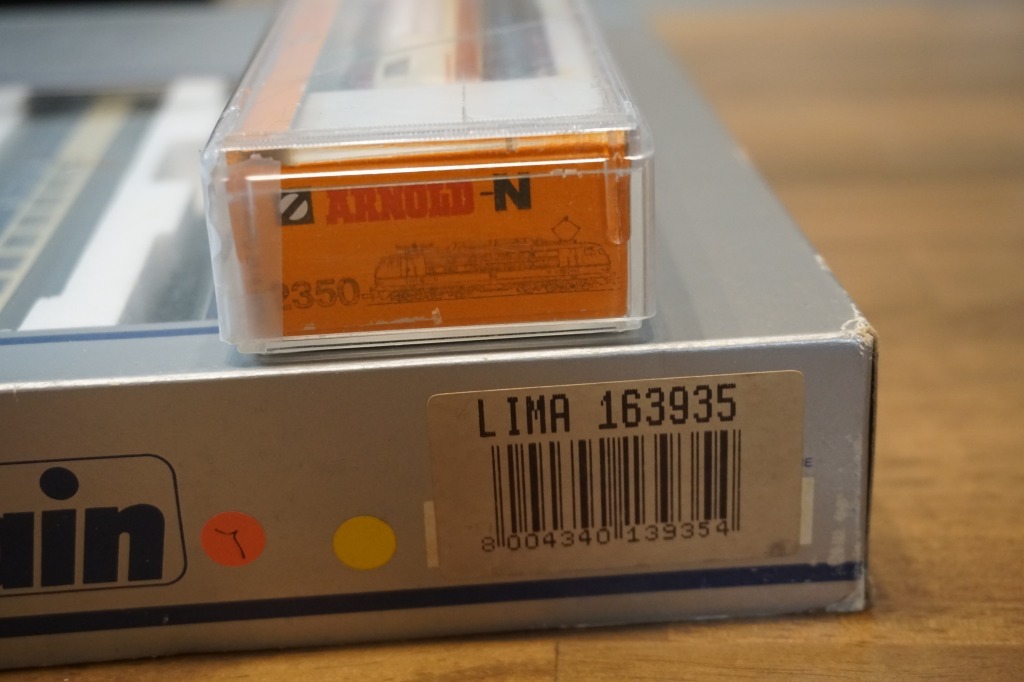 ARNOLD -N
2350
LIMA 163935
8 004340 139354
ain
E